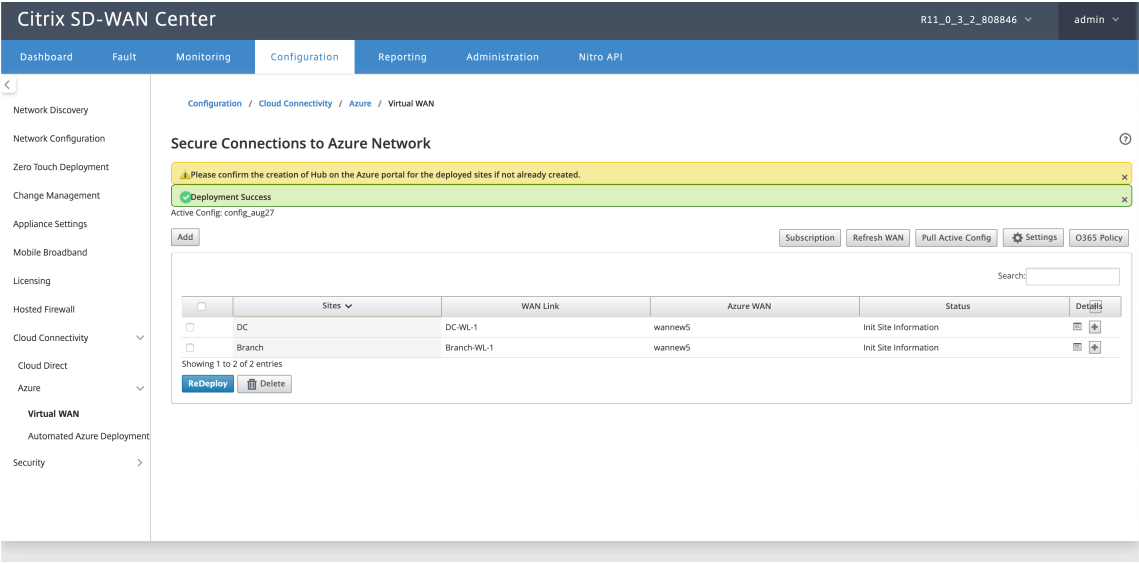 Citrix SD-WAN Center
R11_0_3_2_808846
admin
Dashboard Fault Monitoring Configuration Reporting Administration Nitro API
Network Discovery
Network Configuration
Zero Touch Deployment
Change Management
Appliance Settings
Mobile Broadband
Licensing
Hosted Firewall
Cloud Connectivity
Cloud Direct
Azure
Virtual WAN
Automated Azure Deployment
Security
Configuration / Cloud Connectivity / Azure / Virtual WAN
Secure Connections to Azure Network
Please confirm the creation of Hub on the Azure portal for the deployed sites if not already created.
Deployment Success
Active Config: config_aug27
Add Subscription Refresh WAN Pull Active Config Settings O365 Policy
Search:
Sites WAN Link Azure WAN Status Details
DC DC-WL-1 wannew5 Init Site Information
Branch Branch-WL-1 wannew5 Init Site Information
Showing 1 to 2 of 2 entries
ReDeploy Delete